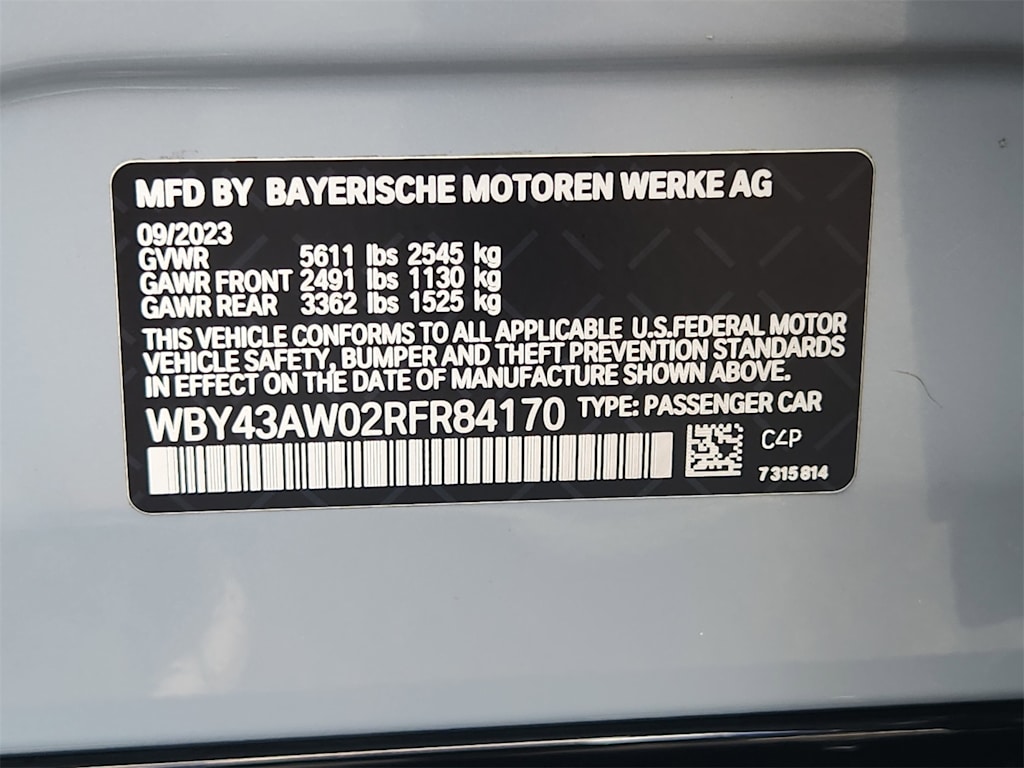 MFD BY BAYERISCHE MOTOREN WERKE AG
09/2023
GVWR 5611 lbs 2545 kg
GAWR FRONT 2491 lbs 1130 kg
GAWR REAR 3362 lbs 1525 kg
THIS VEHICLE CONFORMS TO ALL APPLICABLE U.S.FEDERAL MOTOR
VEHICLE SAFETY, BUMPER AND THEFT PREVENTION STANDARDS
IN EFFECT ON THE DATE OF MANUFACTURE SHOWN ABOVE.
WBY43AW02RFR84170 TYPE: PASSENGER CAR
C4P
7315814